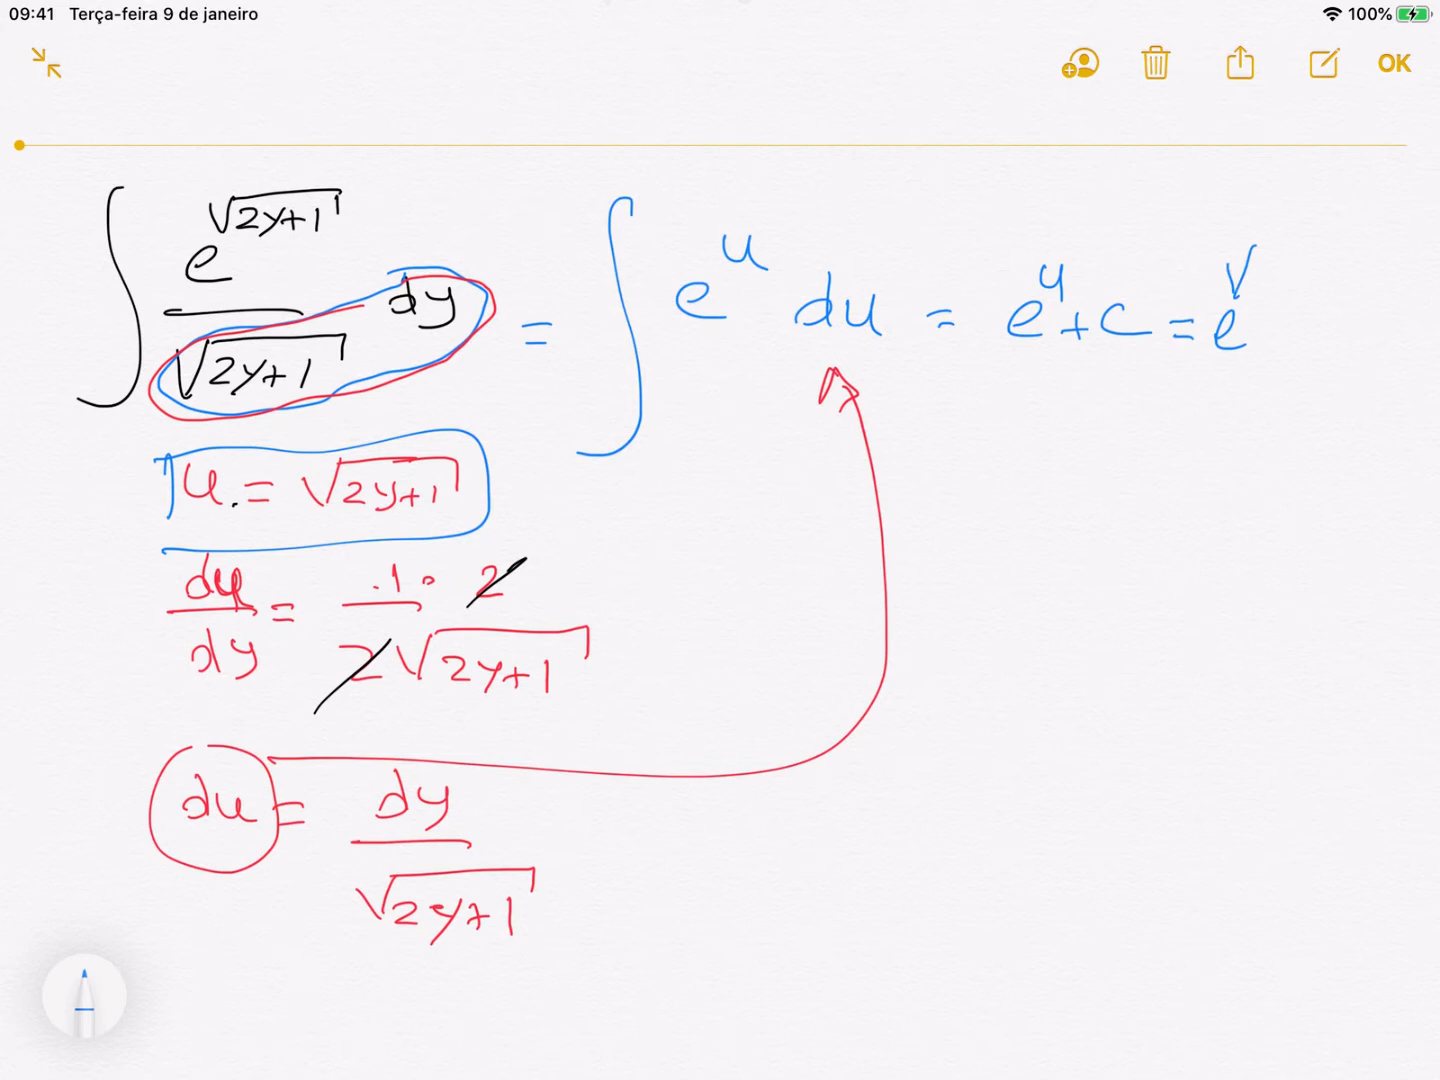 09:41 Terça-feira 9 de janeiro 100%
OK
∫ e^√(2y+1) / √(2y+1) dy = ∫ e^u du = e^u + c = e^√
u = √(2y+1)
du/dy = 1 · 2 / 2√(2y+1)
du = dy / √(2y+1)